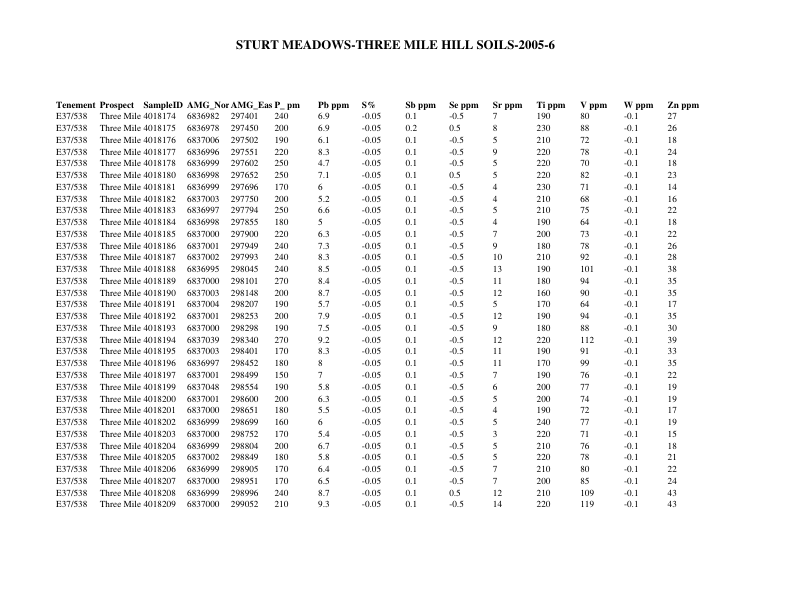 STURT MEADOWS-THREE MILE HILL SOILS-2005-6
Tenement Prospect SampleID AMG_Nor AMG_Eas P_ pm Pb ppm S% Sb ppm Se ppm Sr ppm Ti ppm V ppm W ppm Zn ppm
E37/538 Three Mile 4018174 6836982 297401 240 6.9 -0.05 0.1 -0.5 7 190 80 -0.1 27
E37/538 Three Mile 4018175 6836978 297450 200 6.9 -0.05 0.2 0.5 8 230 88 -0.1 26
E37/538 Three Mile 4018176 6837006 297502 190 6.1 -0.05 0.1 -0.5 5 210 72 -0.1 18
E37/538 Three Mile 4018177 6836996 297551 220 8.3 -0.05 0.1 -0.5 9 220 78 -0.1 24
E37/538 Three Mile 4018178 6836999 297602 250 4.7 -0.05 0.1 -0.5 5 220 70 -0.1 18
E37/538 Three Mile 4018180 6836998 297652 250 7.1 -0.05 0.1 0.5 5 220 82 -0.1 23
E37/538 Three Mile 4018181 6836999 297696 170 6 -0.05 0.1 -0.5 4 230 71 -0.1 14
E37/538 Three Mile 4018182 6837003 297750 200 5.2 -0.05 0.1 -0.5 4 210 68 -0.1 16
E37/538 Three Mile 4018183 6836997 297794 250 6.6 -0.05 0.1 -0.5 5 210 75 -0.1 22
E37/538 Three Mile 4018184 6836998 297855 180 5 -0.05 0.1 -0.5 4 190 64 -0.1 18
E37/538 Three Mile 4018185 6837000 297900 220 6.3 -0.05 0.1 -0.5 7 200 73 -0.1 22
E37/538 Three Mile 4018186 6837001 297949 240 7.3 -0.05 0.1 -0.5 9 180 78 -0.1 26
E37/538 Three Mile 4018187 6837002 297993 240 8.3 -0.05 0.1 -0.5 10 210 92 -0.1 28
E37/538 Three Mile 4018188 6836995 298045 240 8.5 -0.05 0.1 -0.5 13 190 101 -0.1 38
E37/538 Three Mile 4018189 6837000 298101 270 8.4 -0.05 0.1 -0.5 11 180 94 -0.1 35
E37/538 Three Mile 4018190 6837003 298148 200 8.7 -0.05 0.1 -0.5 12 160 90 -0.1 35
E37/538 Three Mile 4018191 6837004 298207 190 5.7 -0.05 0.1 -0.5 5 170 64 -0.1 17
E37/538 Three Mile 4018192 6837001 298253 200 7.9 -0.05 0.1 -0.5 12 190 94 -0.1 35
E37/538 Three Mile 4018193 6837000 298298 190 7.5 -0.05 0.1 -0.5 9 180 88 -0.1 30
E37/538 Three Mile 4018194 6837039 298340 270 9.2 -0.05 0.1 -0.5 12 220 112 -0.1 39
E37/538 Three Mile 4018195 6837003 298401 170 8.3 -0.05 0.1 -0.5 11 190 91 -0.1 33
E37/538 Three Mile 4018196 6836997 298452 180 8 -0.05 0.1 -0.5 11 170 99 -0.1 35
E37/538 Three Mile 4018197 6837001 298499 150 7 -0.05 0.1 -0.5 7 190 76 -0.1 22
E37/538 Three Mile 4018199 6837048 298554 190 5.8 -0.05 0.1 -0.5 6 200 77 -0.1 19
E37/538 Three Mile 4018200 6837001 298600 200 6.3 -0.05 0.1 -0.5 5 200 74 -0.1 19
E37/538 Three Mile 4018201 6837000 298651 180 5.5 -0.05 0.1 -0.5 4 190 72 -0.1 17
E37/538 Three Mile 4018202 6836999 298699 160 6 -0.05 0.1 -0.5 5 240 77 -0.1 19
E37/538 Three Mile 4018203 6837000 298752 170 5.4 -0.05 0.1 -0.5 3 220 71 -0.1 15
E37/538 Three Mile 4018204 6836999 298804 200 6.7 -0.05 0.1 -0.5 5 210 76 -0.1 18
E37/538 Three Mile 4018205 6837002 298849 180 5.8 -0.05 0.1 -0.5 5 220 78 -0.1 21
E37/538 Three Mile 4018206 6836999 298905 170 6.4 -0.05 0.1 -0.5 7 210 80 -0.1 22
E37/538 Three Mile 4018207 6837000 298951 170 6.5 -0.05 0.1 -0.5 7 200 85 -0.1 24
E37/538 Three Mile 4018208 6836999 298996 240 8.7 -0.05 0.1 0.5 12 210 109 -0.1 43
E37/538 Three Mile 4018209 6837000 299052 210 9.3 -0.05 0.1 -0.5 14 220 119 -0.1 43